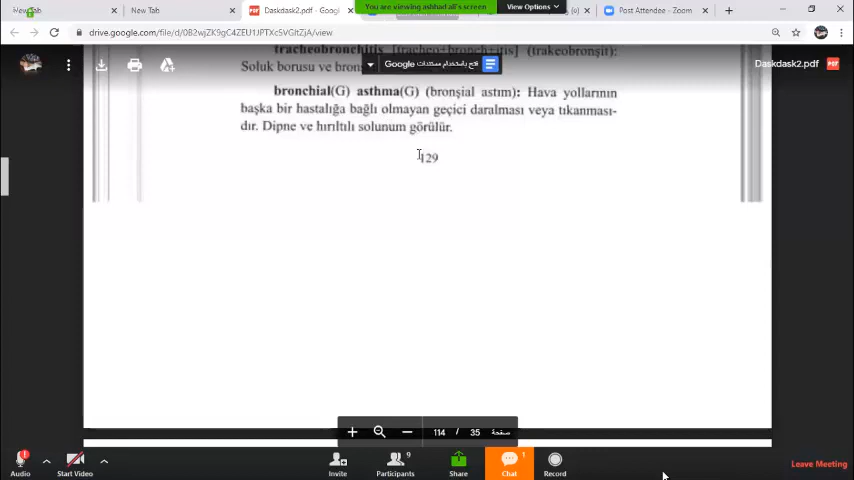 New Tab
New Tab
Daskdask2.pdf - Googl
You are viewing ashhad ali's screen
View Options
Post Attendee - Zoom
drive.google.com/file/d/0B2wjZK9gC4ZEU1JPTXc5VGltZjA/view
tracheobronchitis [tracheo+bronch+itis] (trakeobronşit):
Soluk borusu ve bron
فتح باستخدام مستندات Google
Daskdask2.pdf
bronchial(G) asthma(G) (bronşial astım): Hava yollarının
başka bir hastalığa bağlı olmayan geçici daralması veya tıkanması-
dır. Dipne ve hırıltılı solunum görülür.
129
114 / 35 صفحة
9
1
Audio
Start Video
Invite
Participants
Share
Chat
Record
Leave Meeting